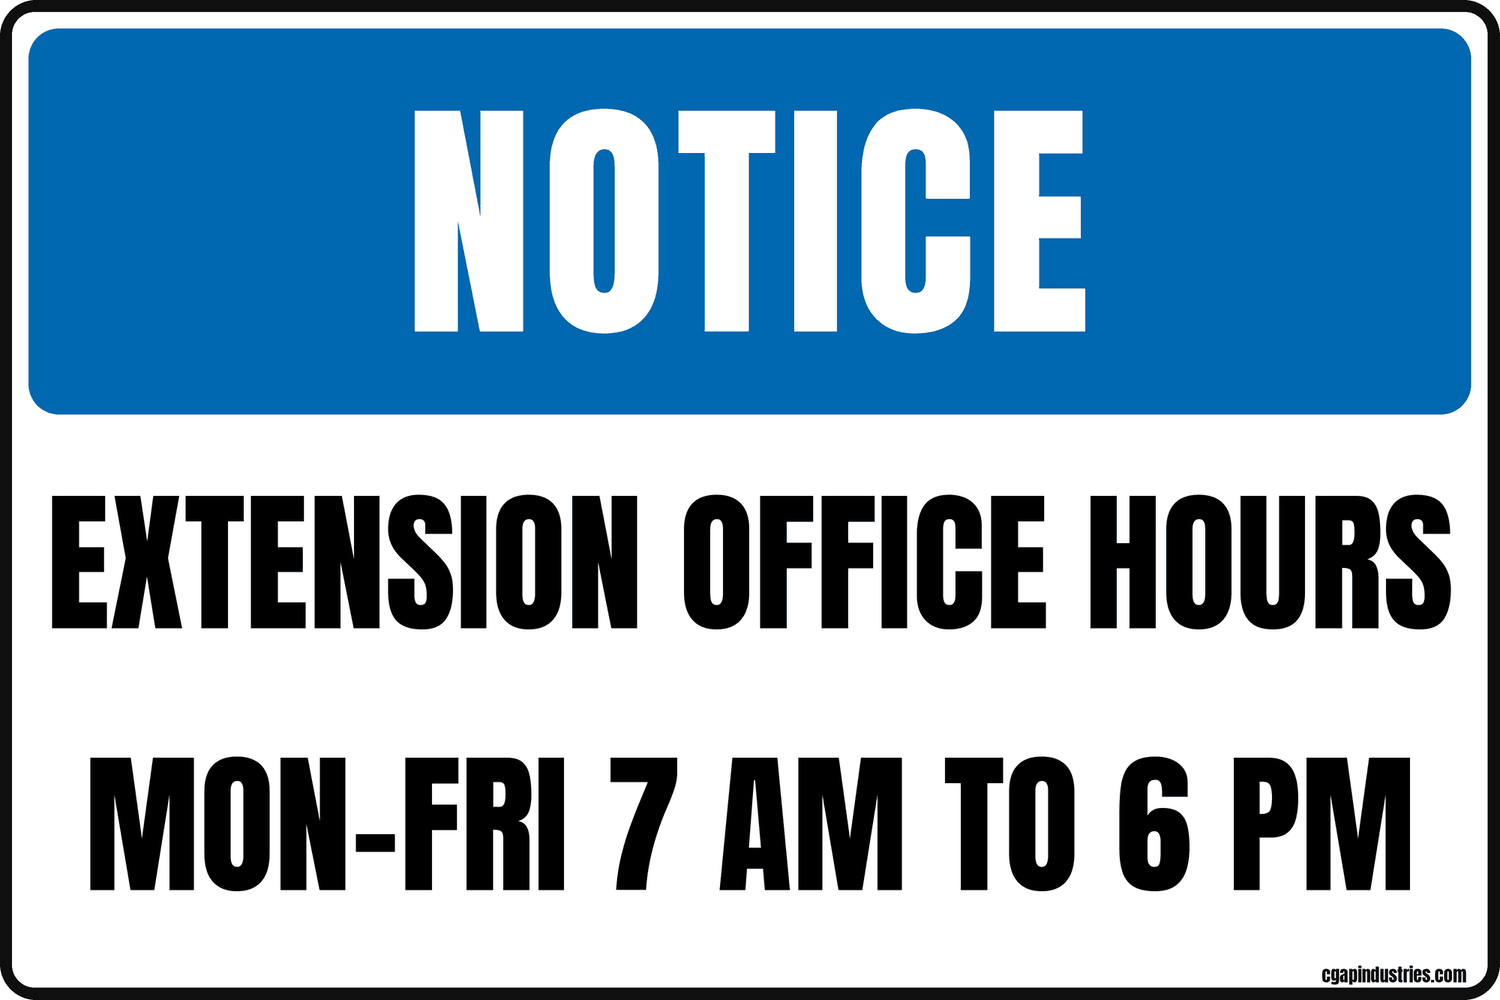 NOTICE
EXTENSION OFFICE HOURS
MON-FRI 7 AM TO 6 PM
cgapindustries.com